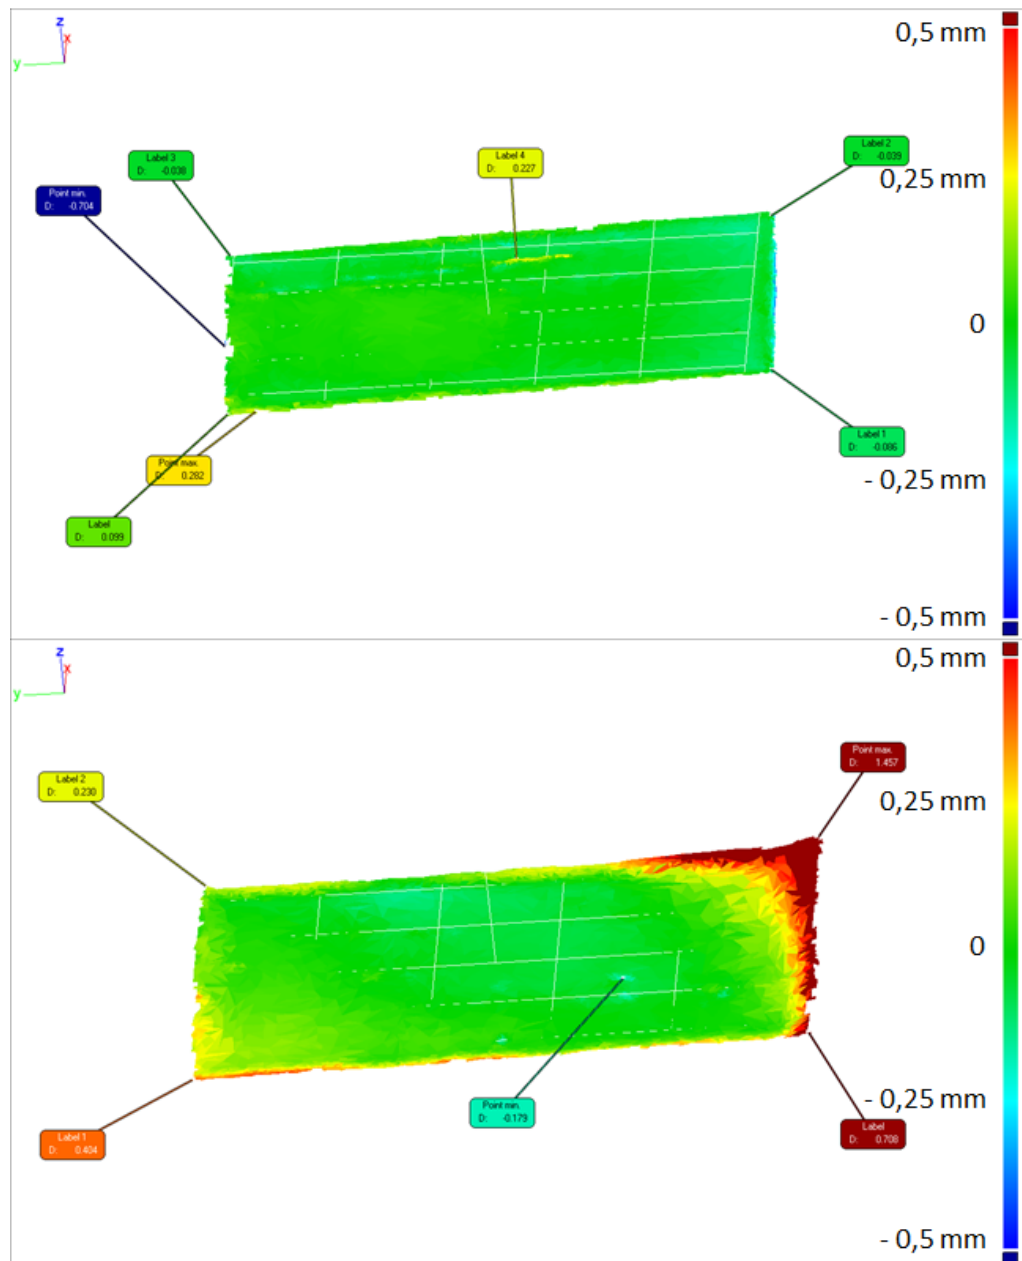 z
x
y
0,5 mm
Label 3
D: -0.038
Label 4
D: 0.227
Label 2
D: -0.039
0,25 mm
Point min.
D: -0.704
0
Point max.
D: 0.282
Label 1
D: -0.086
- 0,25 mm
Label
D: 0.099
- 0,5 mm
z
x
y
0,5 mm
Point max.
D: 1.457
Label 2
D: 0.230
0,25 mm
0
Point min.
D: -0.179
- 0,25 mm
Label 1
D: 0.404
Label
D: 0.708
- 0,5 mm